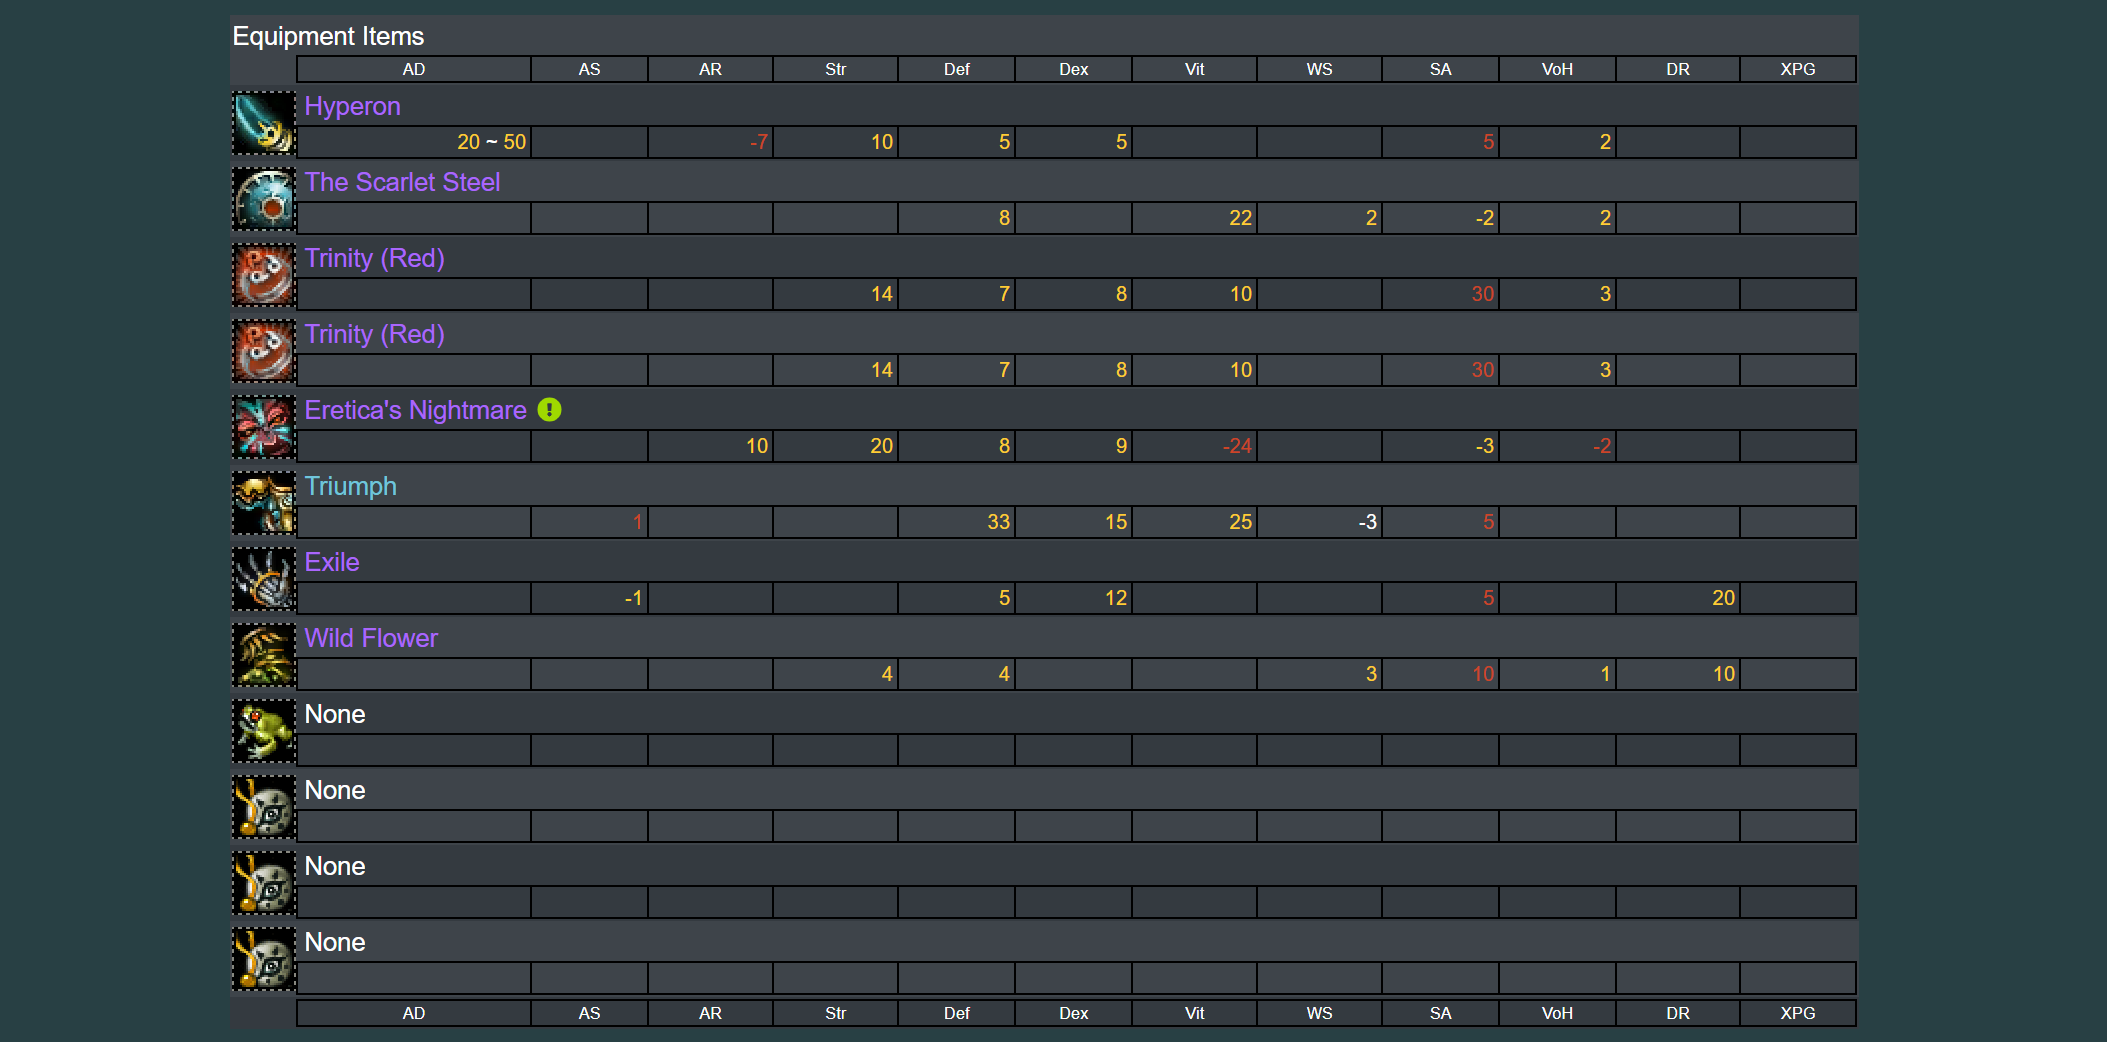 Equipment Items
AD AS AR Str Def Dex Vit WS SA VoH DR XPG
Hyperon
20 ~ 50 -7 10 5 5 5 2
The Scarlet Steel
8 22 2 -2 2
Trinity (Red)
14 7 8 10 30 3
Trinity (Red)
14 7 8 10 30 3
Eretica's Nightmare
10 20 8 9 -24 -3 -2
Triumph
1 33 15 25 -3 5
Exile
-1 5 12 5 20
Wild Flower
4 4 3 10 1 10
None
None
None
None
AD AS AR Str Def Dex Vit WS SA VoH DR XPG